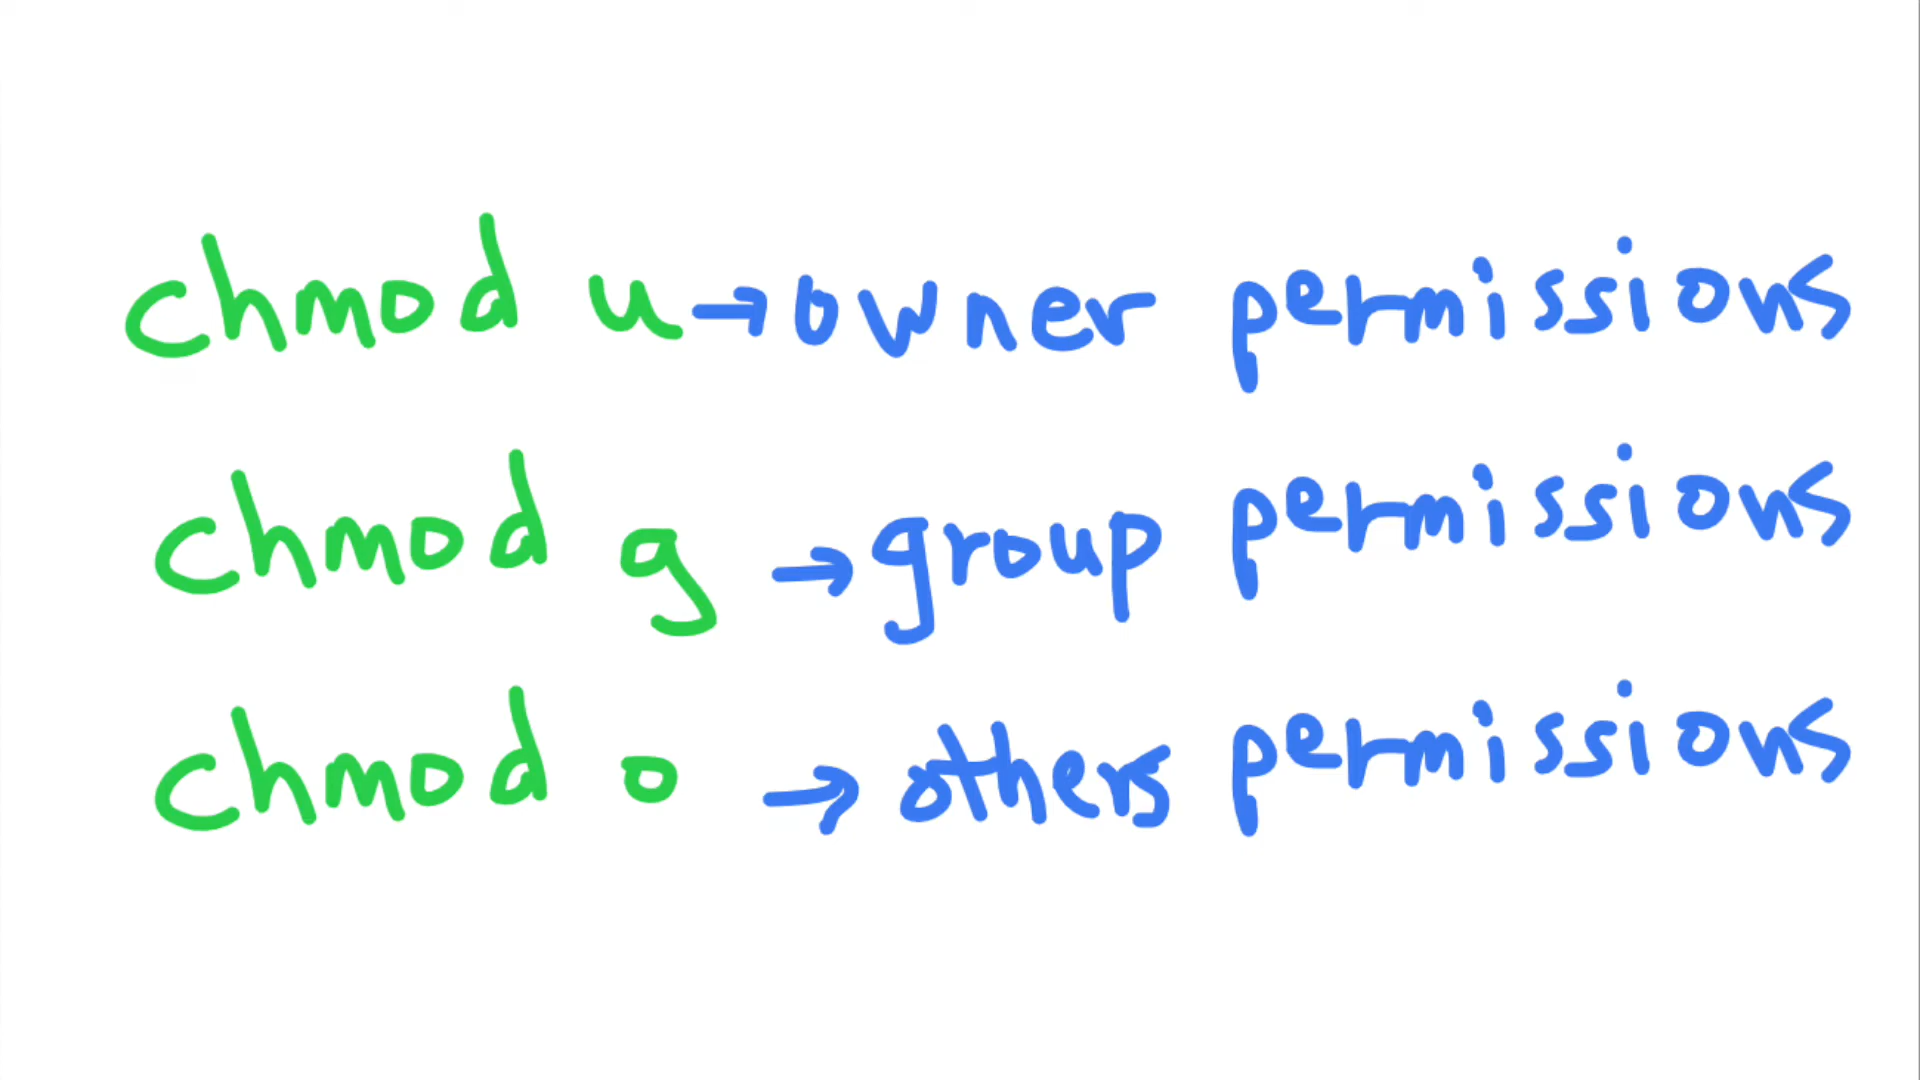 chmod u → owner permissions
chmod g → group permissions
chmod o → others permissions